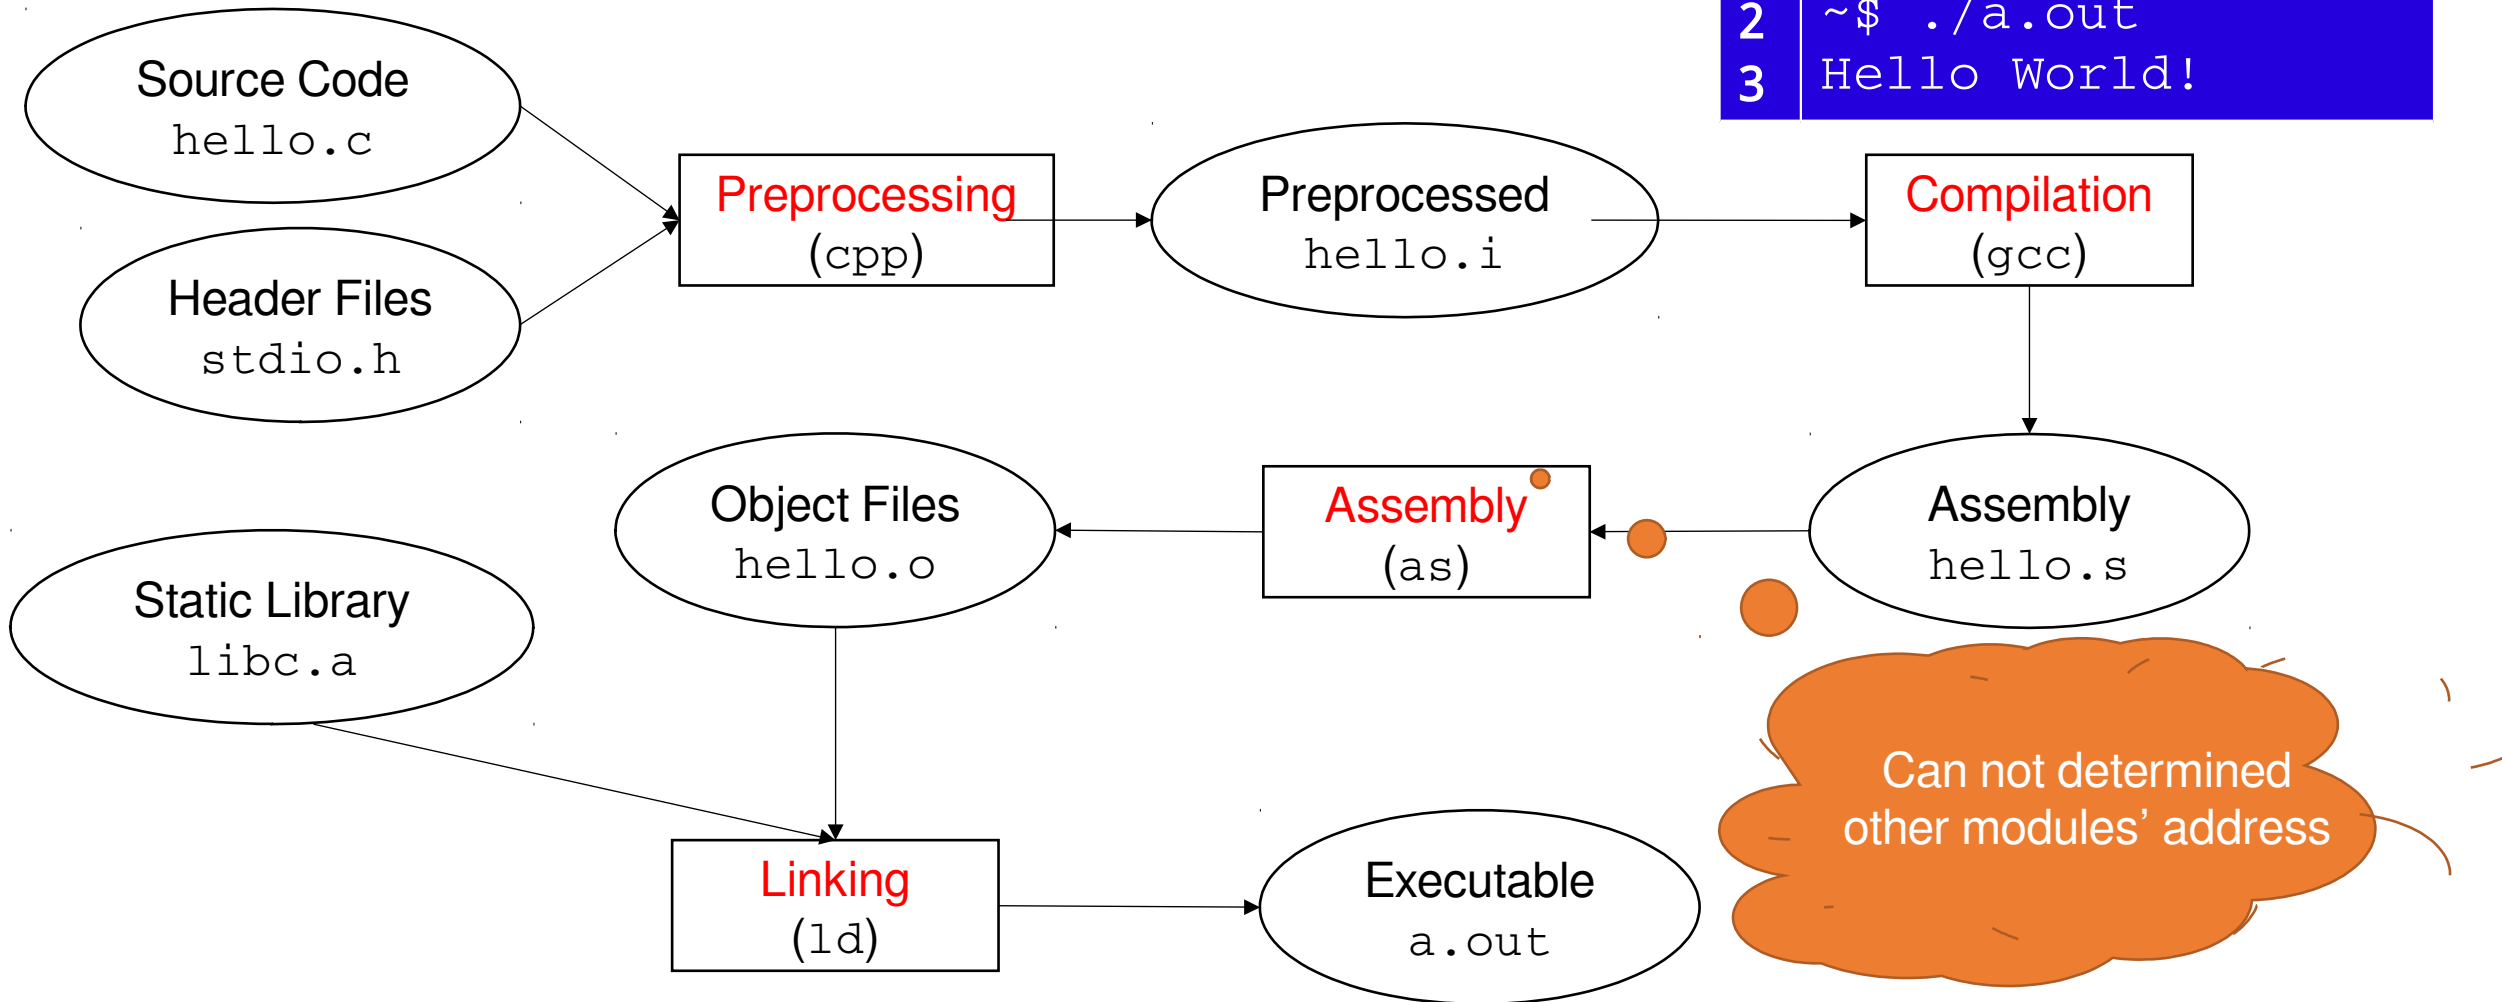 2 ~$ ./a.out
3 Hello World!
Source Code
hello.c
Header Files
stdio.h
Preprocessing
(cpp)
Preprocessed
hello.i
Compilation
(gcc)
Assembly
hello.s
Assembly
(as)
Object Files
hello.o
Static Library
libc.a
Linking
(ld)
Executable
a.out
Can not determined
other modules’ address